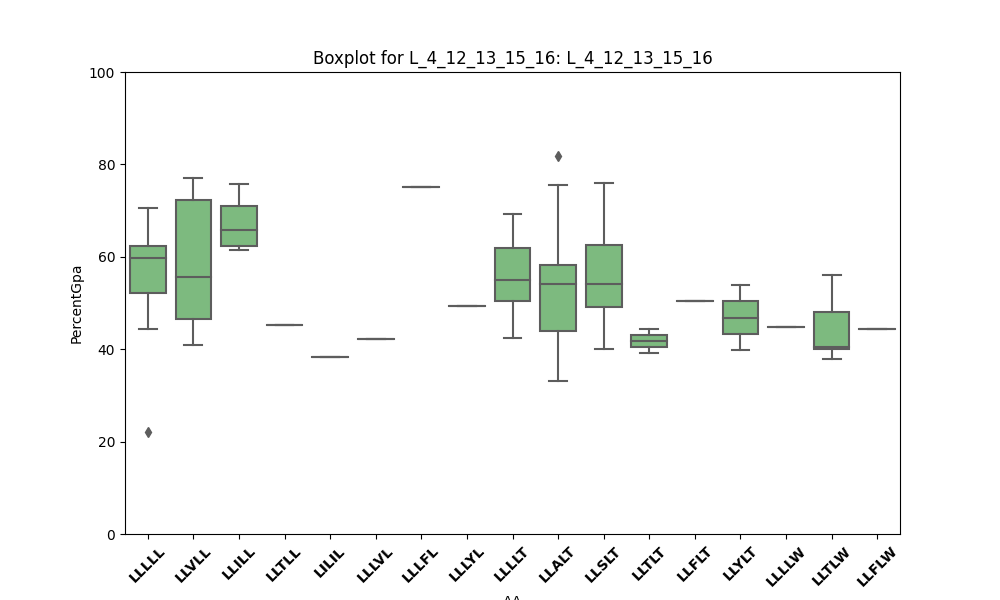 Boxplot for L_4_12_13_15_16: L_4_12_13_15_16
PercentGpa
100
80
60
40
20
0
LLLLL
LLVLL
LLILL
LLTLL
LILIL
LLLVL
LLLFL
LLLYL
LLLLT
LLALT
LLSLT
LLTLT
LLFLT
LLYLT
LLLLW
LLTLW
LLFLW
AA